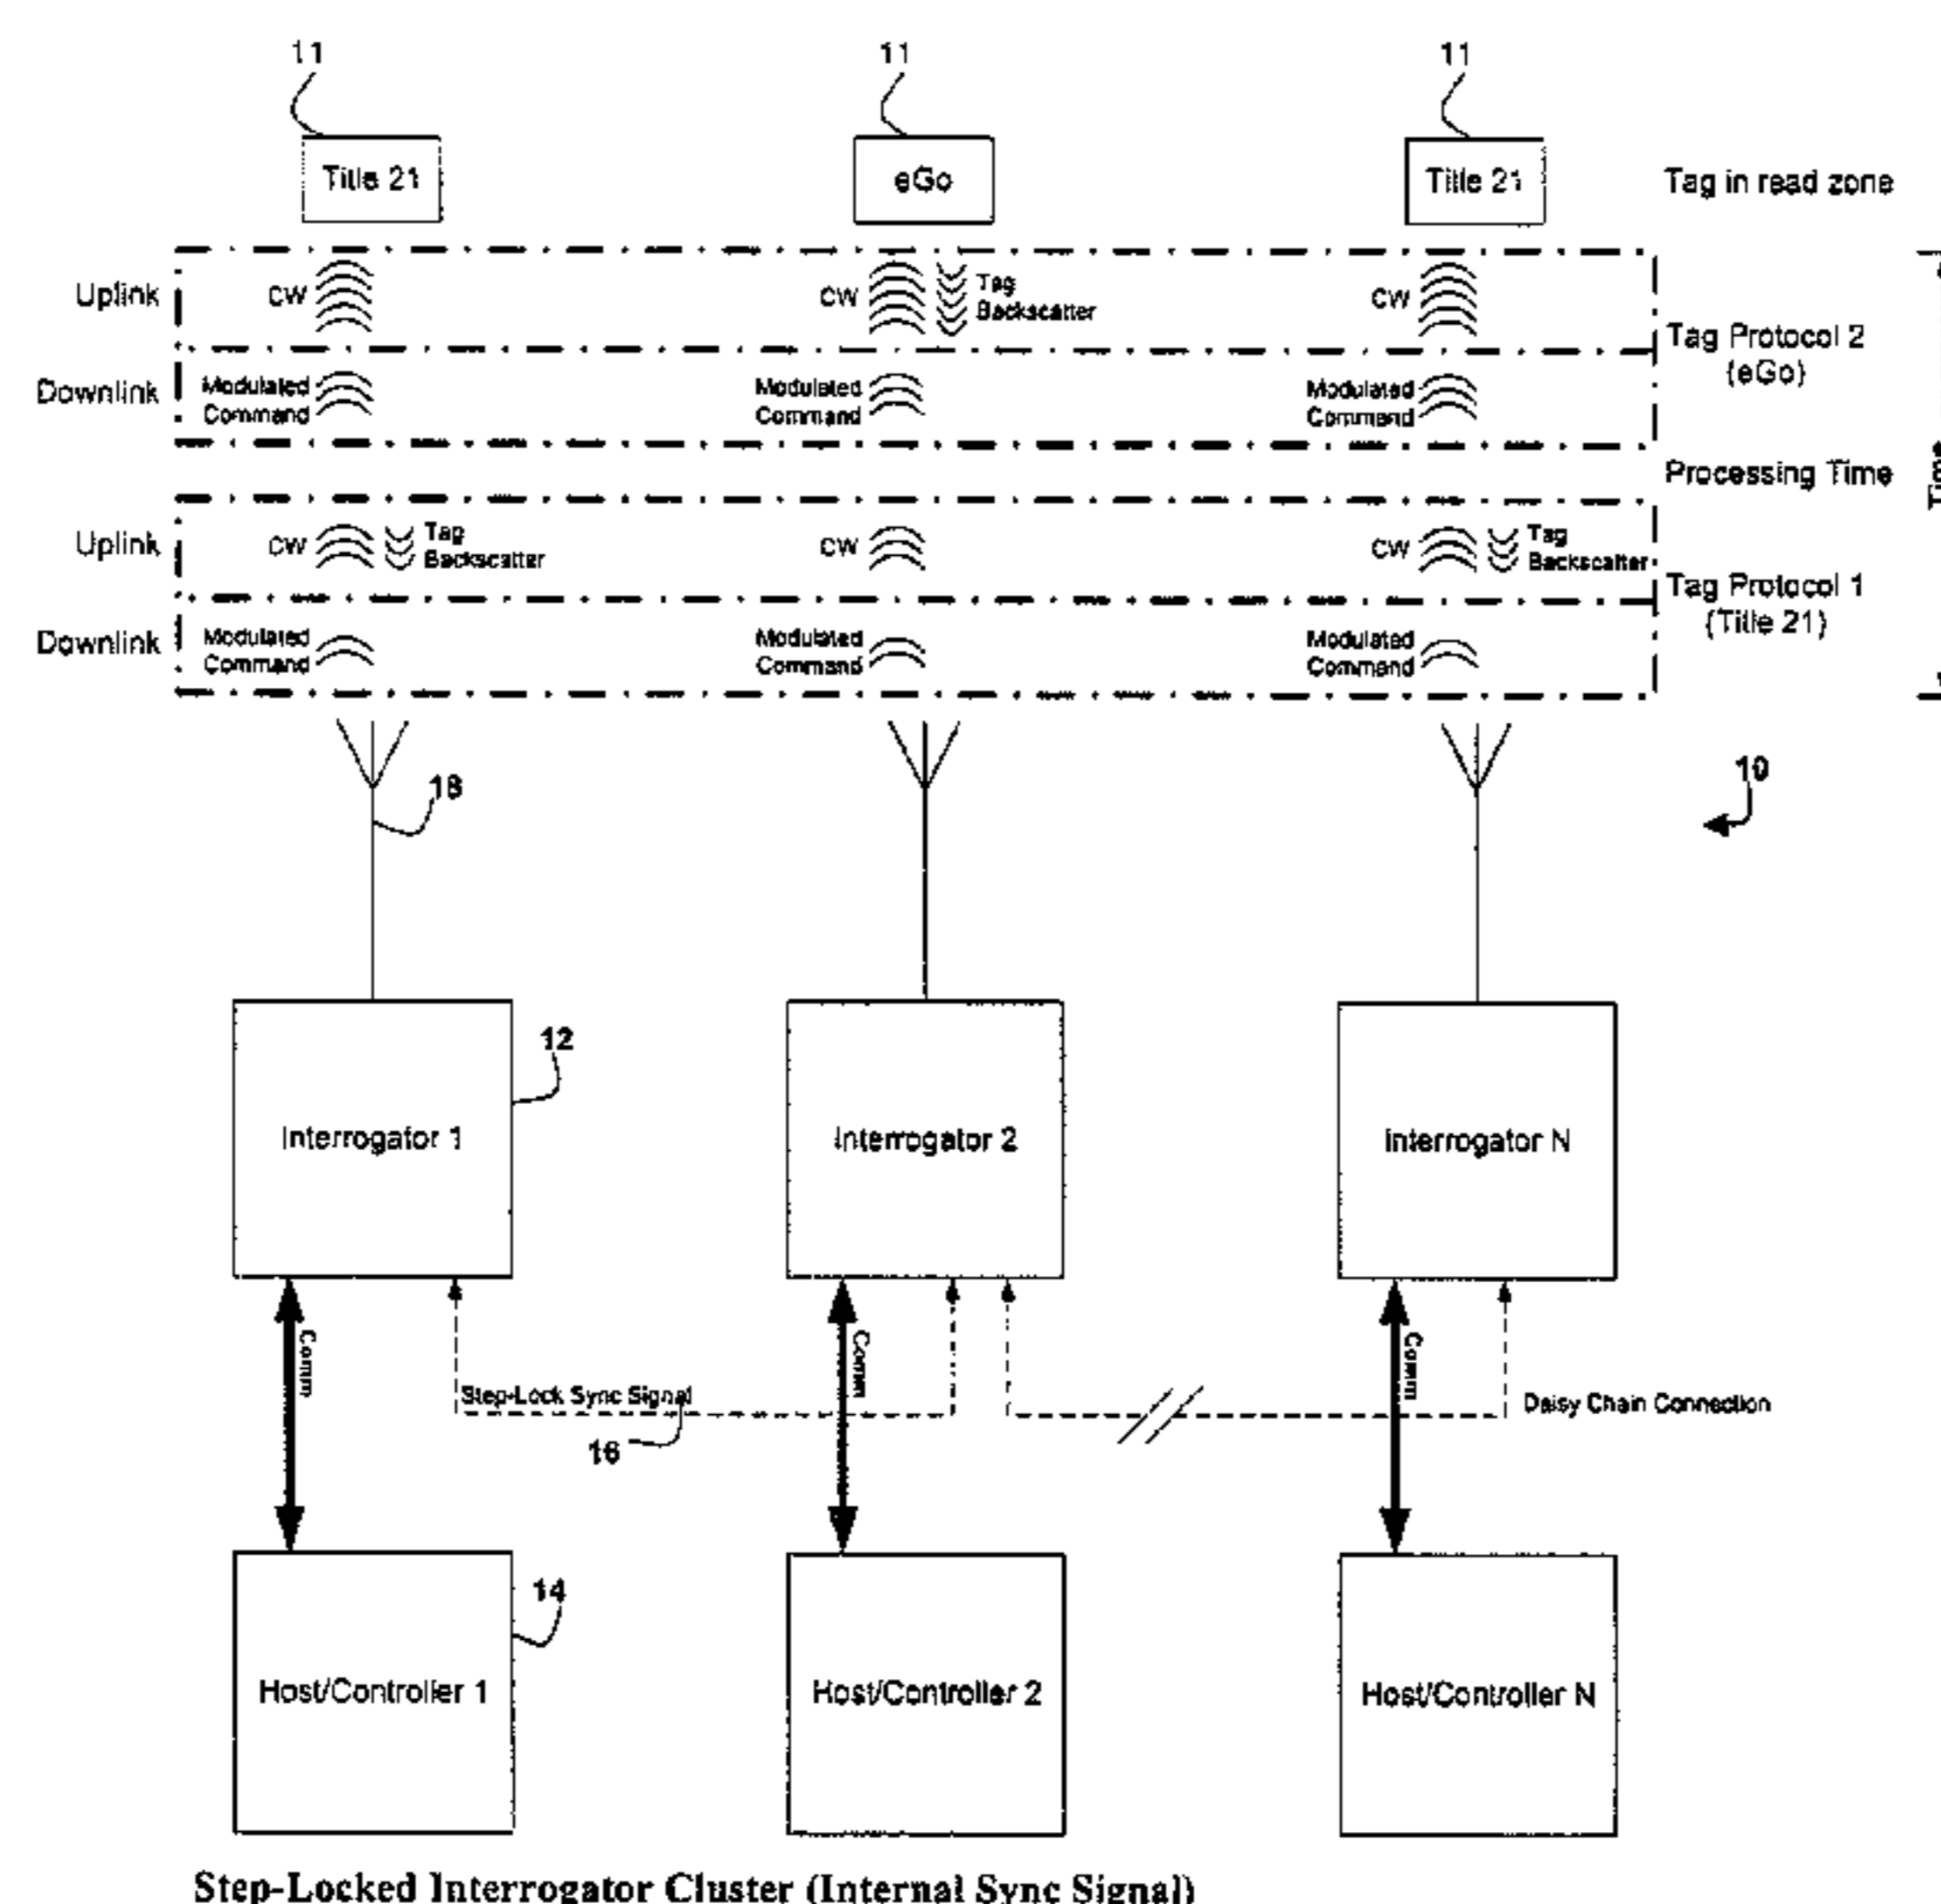 11 11 11
Title 21 eGo Title 21 Tag in read zone
Uplink CW CW Tag Backscatter CW
Tag Protocol 2
(eGo)
Downlink Modulated Command Modulated Command Modulated Command
Processing Time
Time
Uplink CW Tag Backscatter CW CW Tag Backscatter
Tag Protocol 1
(Title 21)
Downlink Modulated Command Modulated Command Modulated Command
18 10
12
Interrogator 1 Interrogator 2 Interrogator N
Comm Comm Comm
Step-Lock Sync Signal Daisy Chain Connection
16
14
Host/Controller 1 Host/Controller 2 Host/Controller N
Step-Locked Interrogator Cluster (Internal Sync Signal)